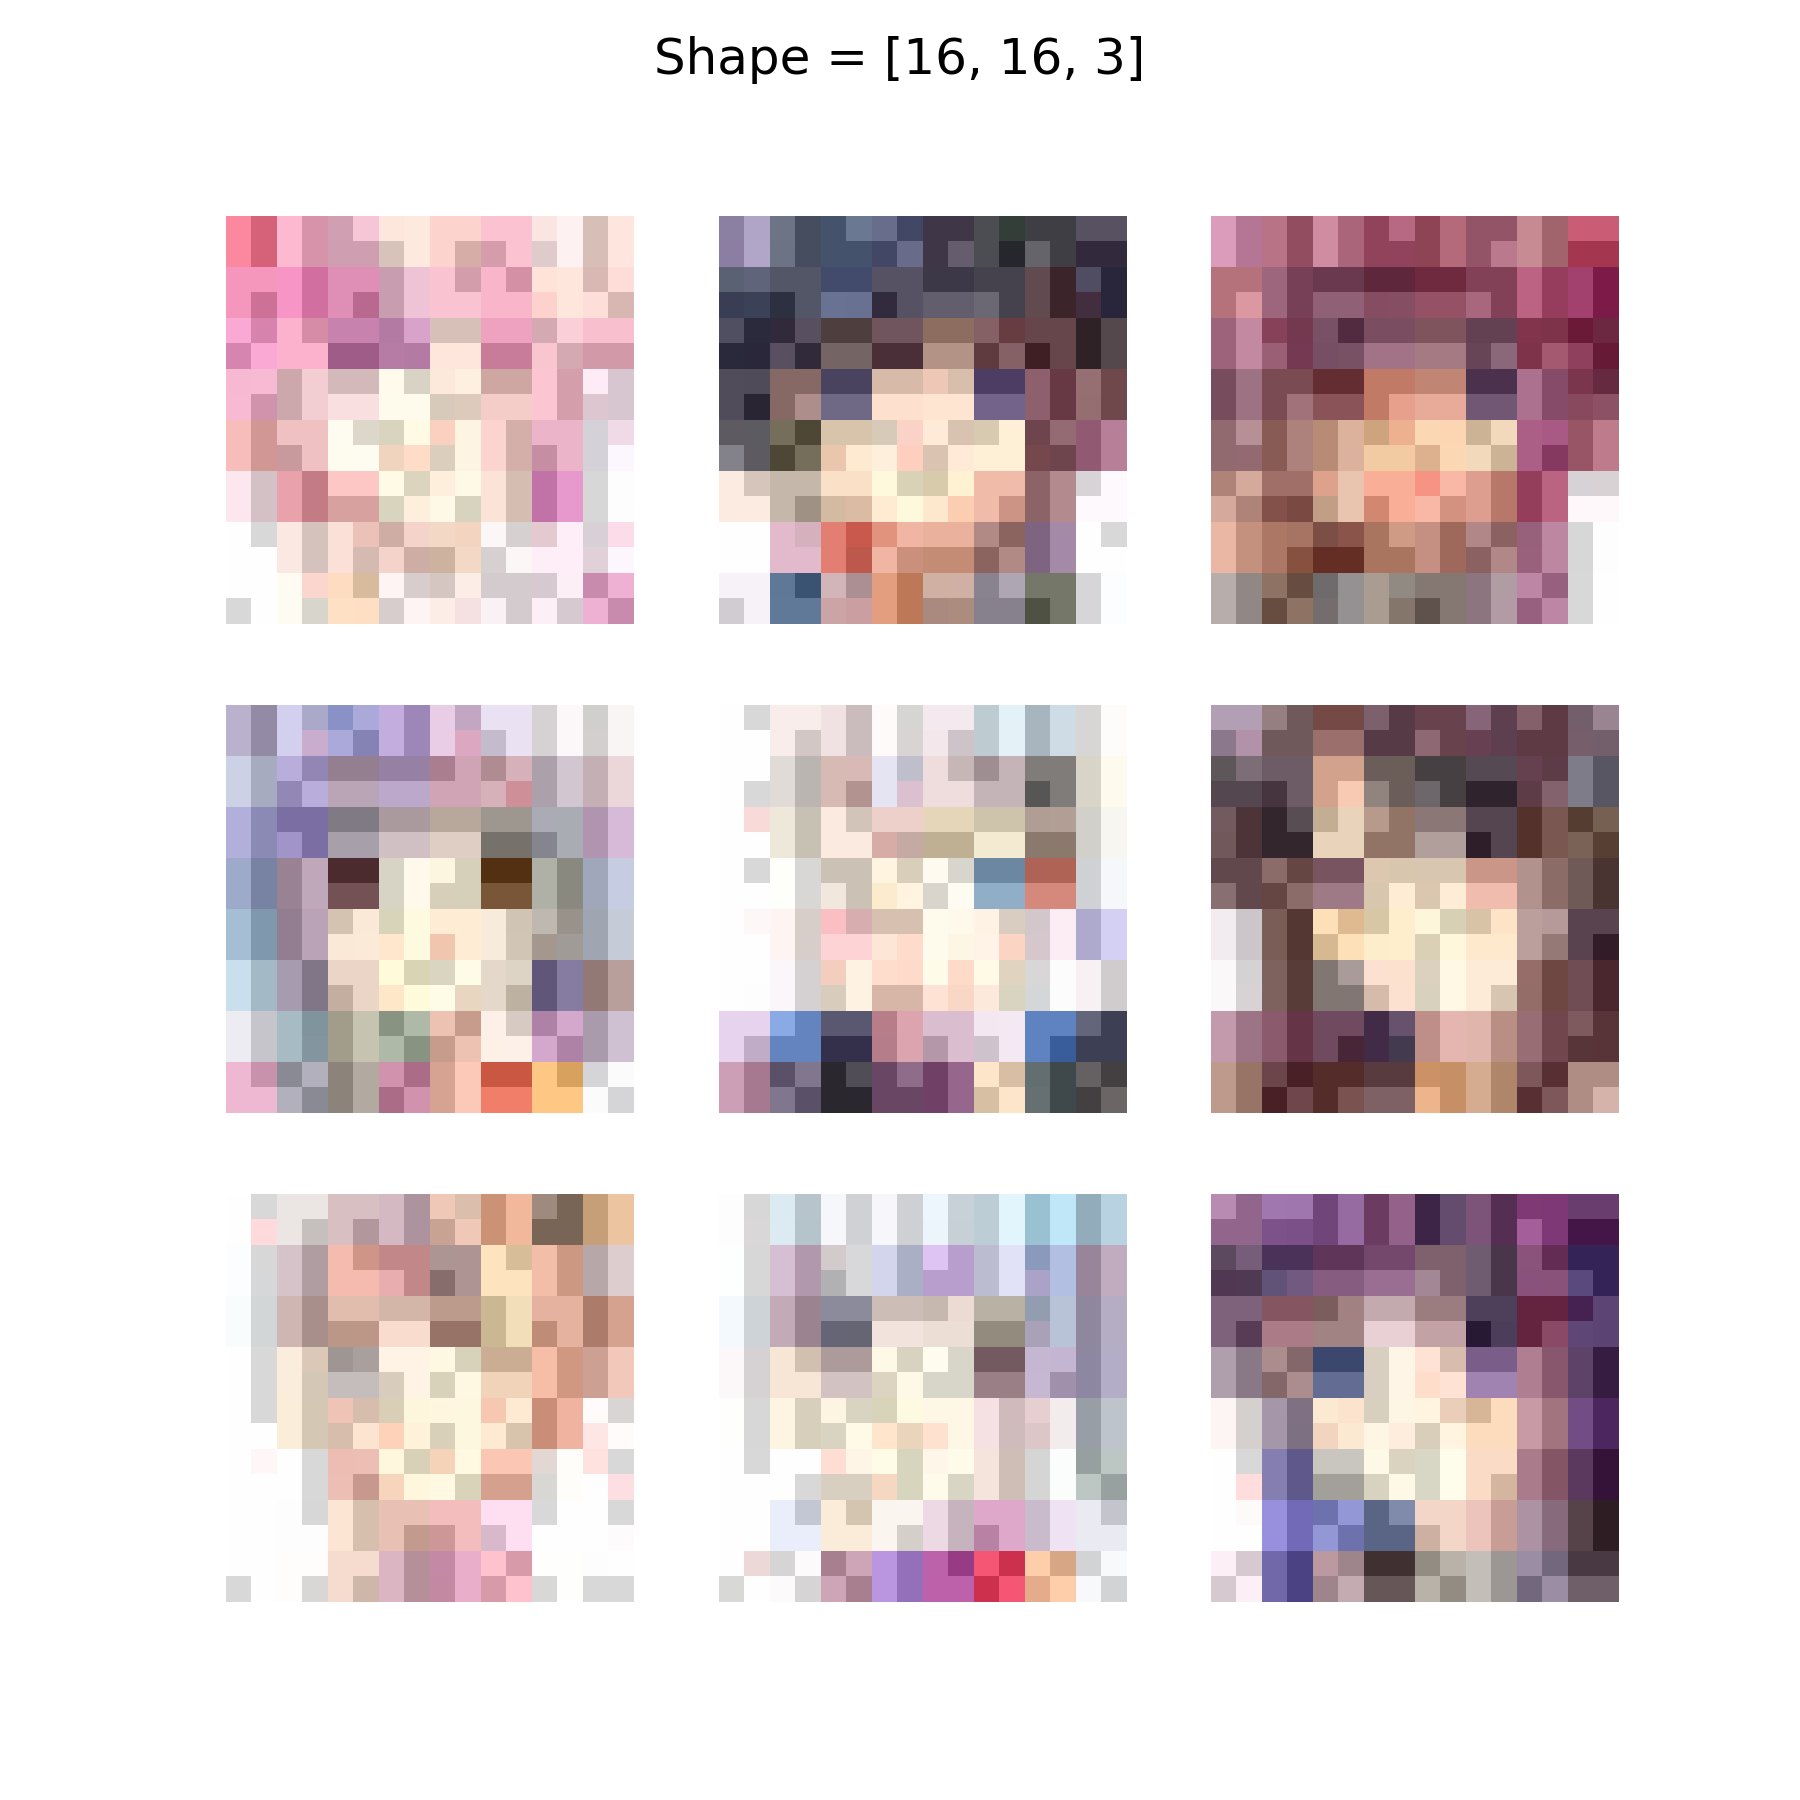 Shape = [16, 16, 3]